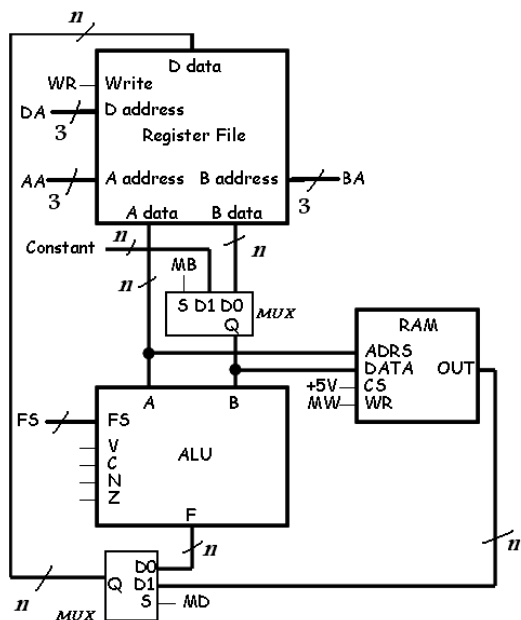 n
D data
WR Write
DA D address
3
Register File
AA A address B address BA
3 3
A data B data
n n
Constant
n
MB
S D1 D0 MUX
Q
RAM
ADRS
DATA OUT
+5V CS
MW WR
A B
FS FS
V
C ALU
N
Z
F
n n
D0
Q D1
n S MD
MUX